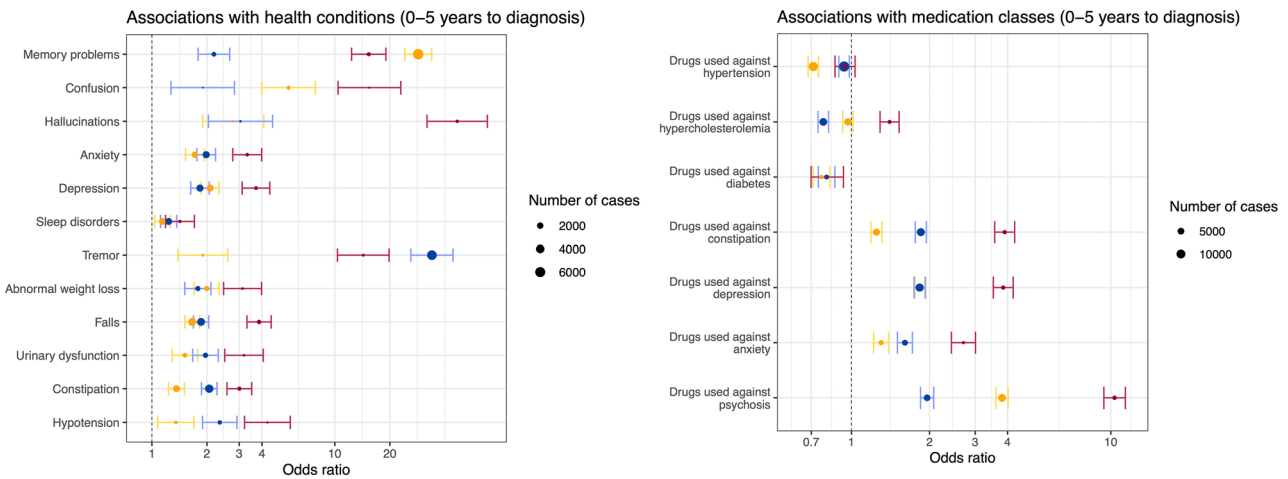 Associations with health conditions (0–5 years to diagnosis)
Memory problems
Confusion
Hallucinations
Anxiety
Depression
Sleep disorders
Tremor
Abnormal weight loss
Falls
Urinary dysfunction
Constipation
Hypotension
1 2 3 4 10 20
Odds ratio
Number of cases
2000
4000
6000
Associations with medication classes (0–5 years to diagnosis)
Drugs used against
hypertension
Drugs used against
hypercholesterolemia
Drugs used against
diabetes
Drugs used against
constipation
Drugs used against
depression
Drugs used against
anxiety
Drugs used against
psychosis
0.7 1 2 3 4 10
Odds ratio
Number of cases
5000
10000